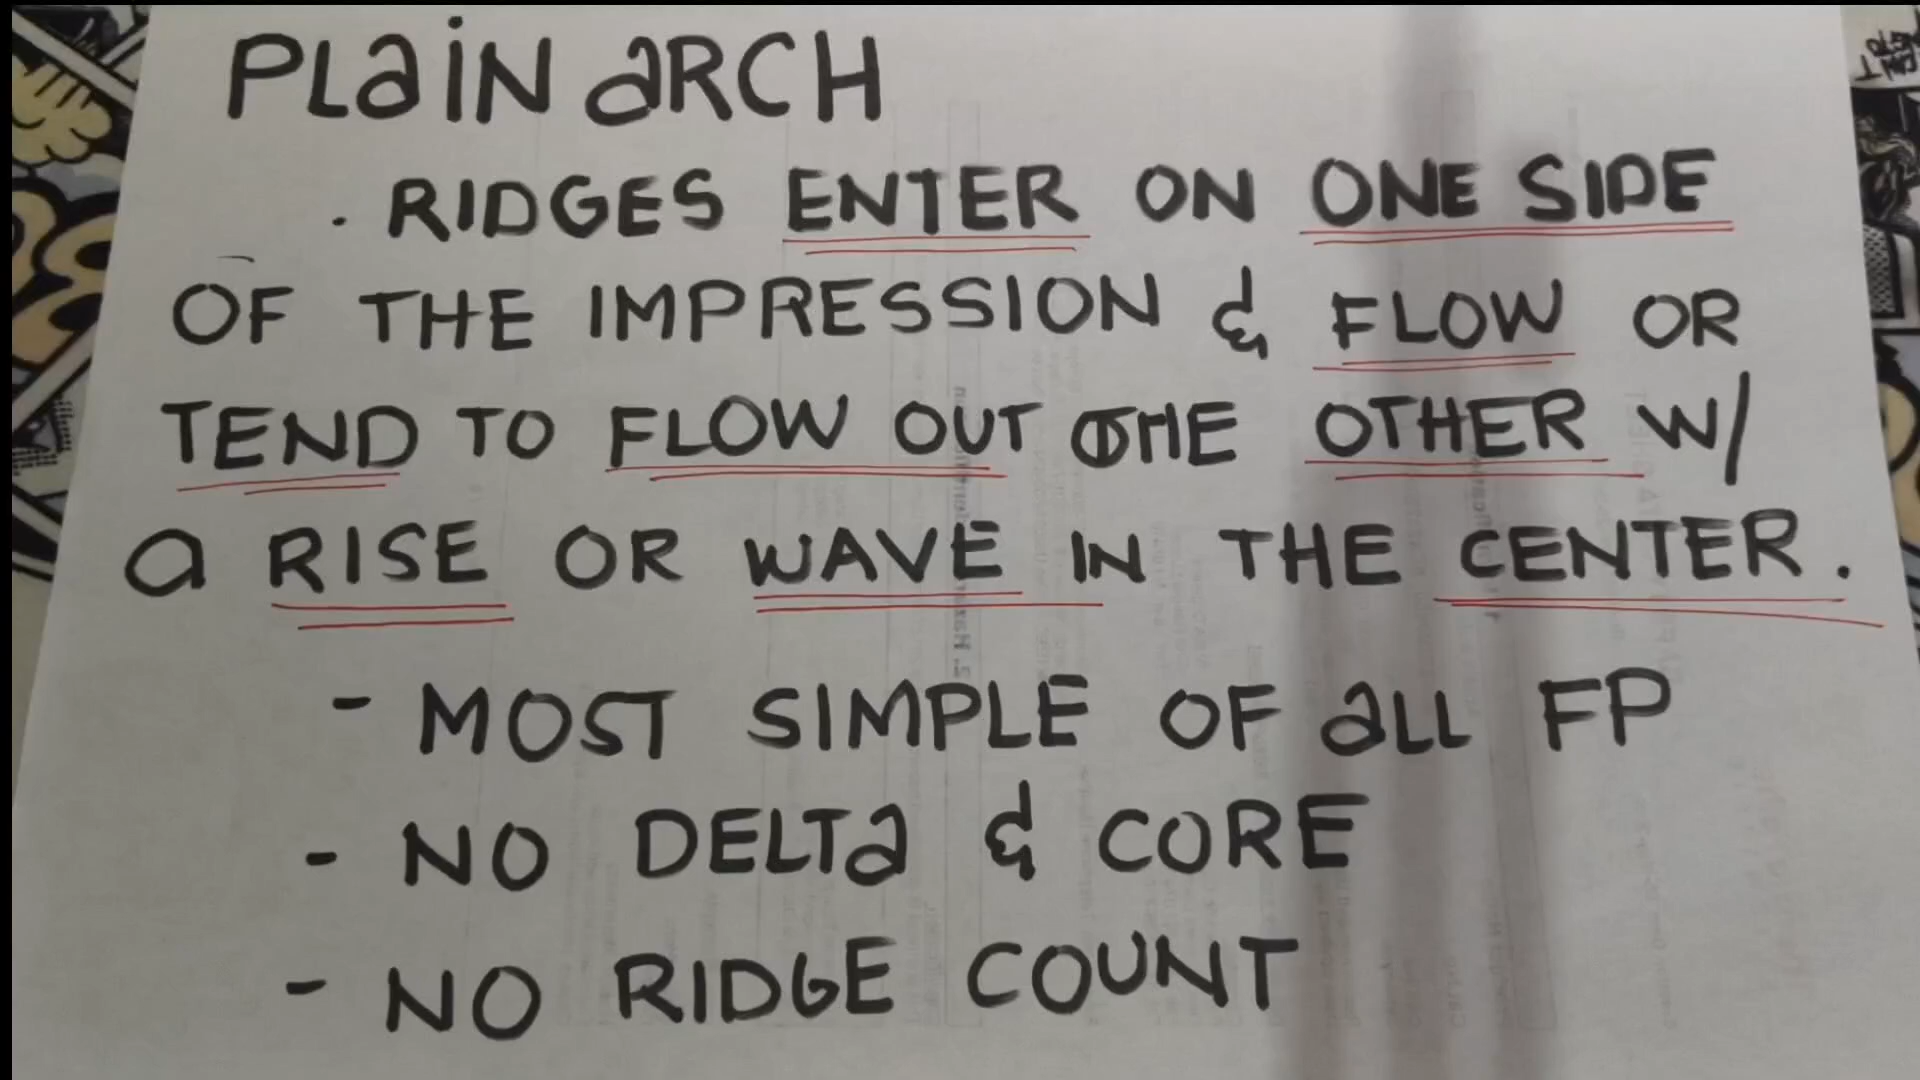 PLaiN aRCH
. RIDGES ENTER ON ONE SIDE
OF THE IMPRESSION & FLOW OR
TEND TO FLOW OUT THE OTHER W/
a RISE OR WAVE IN THE CENTER.
- MOST SIMPLE OF aLL FP
- NO DELTa & CORE
- NO RIDGE COUNT